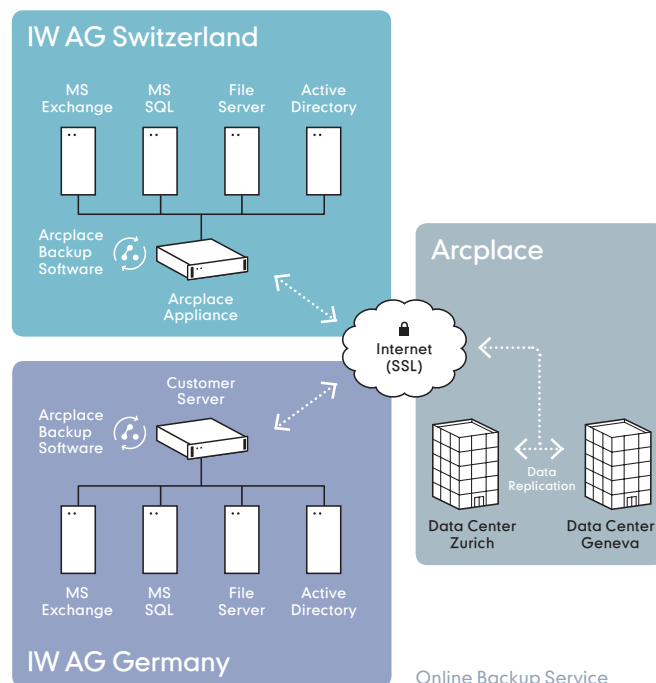 IW AG Switzerland
MS
Exchange
MS
SQL
File
Server
Active
Directory
Arcplace
Backup
Software
Arcplace
Appliance
Internet
(SSL)
Arcplace
Data
Replication
Data Center
Zurich
Data Center
Geneva
Customer
Server
Arcplace
Backup
Software
MS
Exchange
MS
SQL
File
Server
Active
Directory
IW AG Germany
Online Backup Service